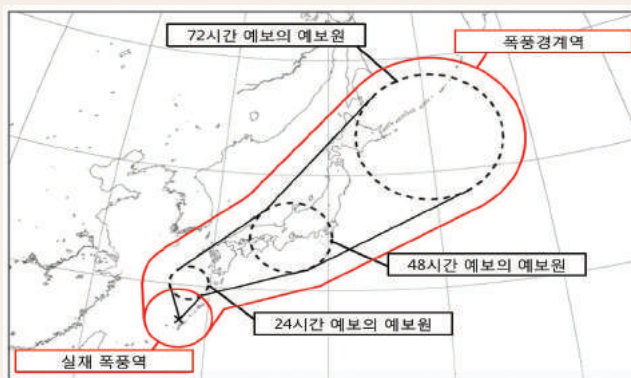 72시간 예보의 예보원
폭풍경계역
48시간 예보의 예보원
24시간 예보의 예보원
실재 폭풍역